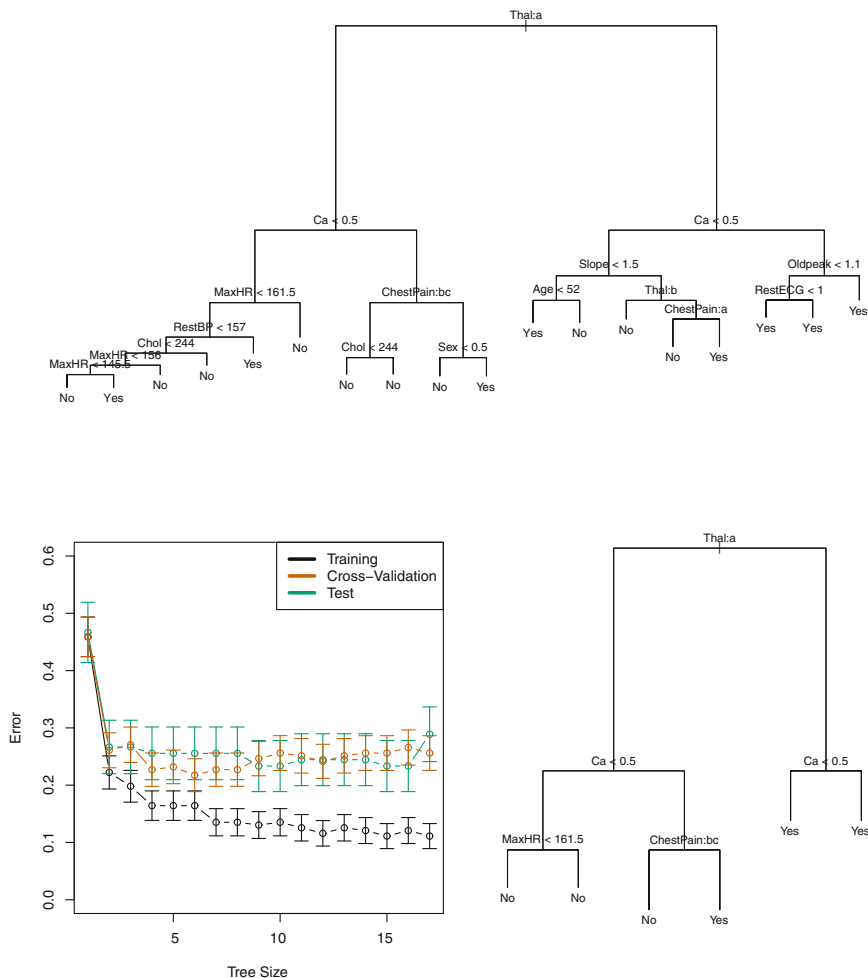 Thal:a
Ca < 0.5
Ca < 0.5
Slope < 1.5
Oldpeak < 1.1
MaxHR < 161.5
ChestPain:bc
Age < 52
Thal:b
RestECG < 1
ChestPain:a
RestBP < 157
Chol < 244
MaxHR < 156
MaxHR < 145.5
Chol < 244
Sex < 0.5
Yes
No
No
Yes
Yes
Yes
No
Yes
No
Yes
No
No
No
Yes
No
No
No
Yes
Training
Cross−Validation
Test
0.6
0.5
0.4
0.3
0.2
0.1
0.0
Error
5
10
15
Tree Size
Thal:a
Ca < 0.5
Ca < 0.5
MaxHR < 161.5
ChestPain:bc
Yes
Yes
No
No
No
Yes